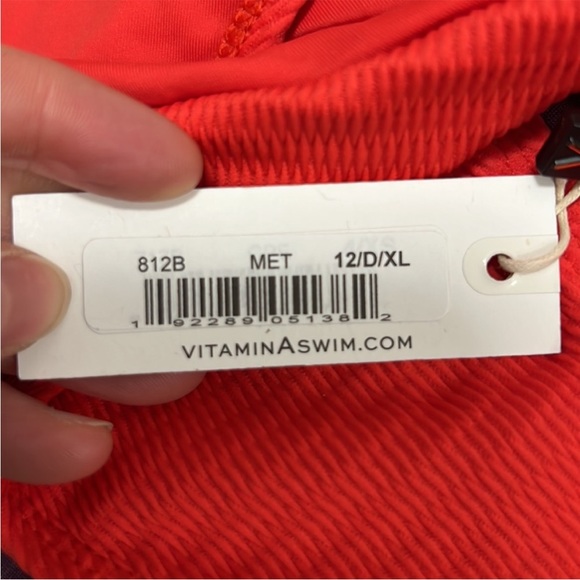 812B MET 12/D/XL
1 92289 05138 2
VITAMINASWIM.COM